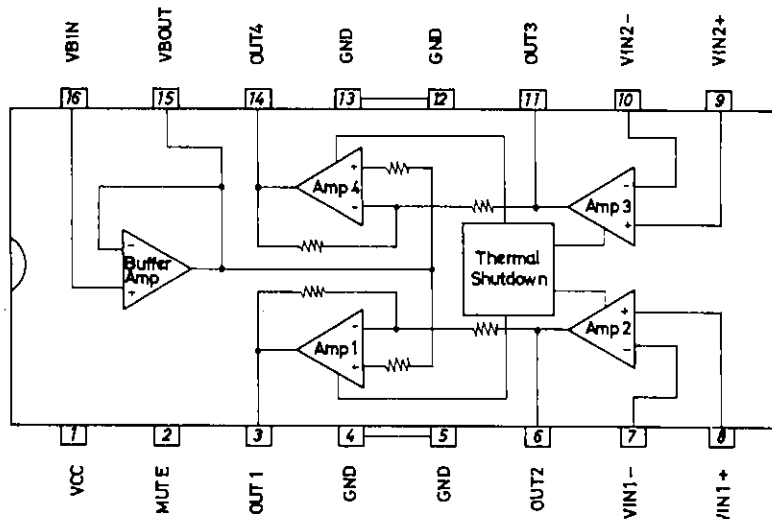 VBIN VBOUT OUT4 GND GND OUT3 VIN2- VIN2+
16 15 14 13 12 11 10 9
+
Amp 4
-
-
Amp 3
+
-
Buffer
Amp
+
Thermal
Shutdown
-
Amp 1
+
+
Amp 2
-
1 2 3 4 5 6 7 8
VCC MUTE OUT1 GND GND OUT2 VIN1- VIN1+